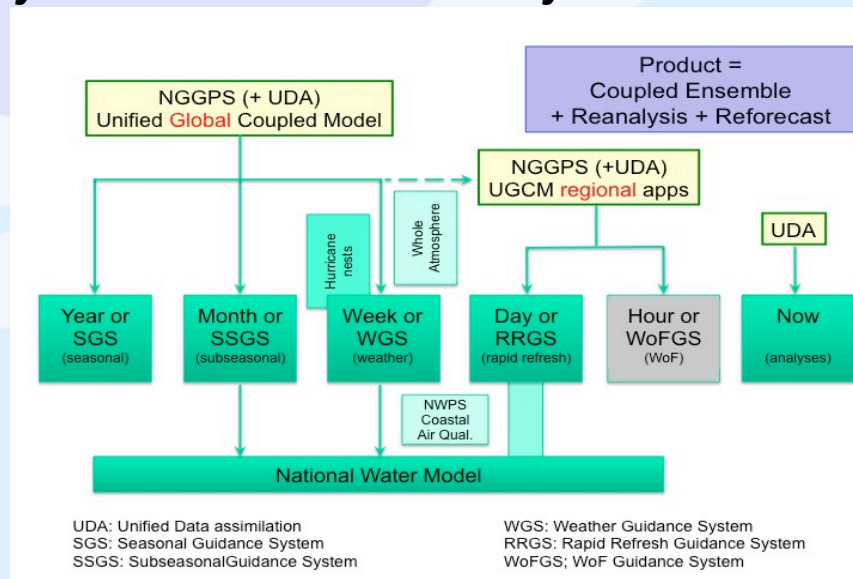 NGGPS (+ UDA)
Unified Global Coupled Model
Product =
Coupled Ensemble
+ Reanalysis + Reforecast
NGGPS (+UDA)
UGCM regional apps
UDA
Hurricane
nests
Whole
Atmosphere
Year or
SGS
(seasonal)
Month or
SSGS
(subseasonal)
Week or
WGS
(weather)
Day or
RRGS
(rapid refresh)
Hour or
WoFGS
(WoF)
Now
(analyses)
NWPS
Coastal
Air Qual.
National Water Model
UDA: Unified Data assimilation
SGS: Seasonal Guidance System
SSGS: SubseasonalGuidance System
WGS: Weather Guidance System
RRGS: Rapid Refresh Guidance System
WoFGS; WoF Guidance System